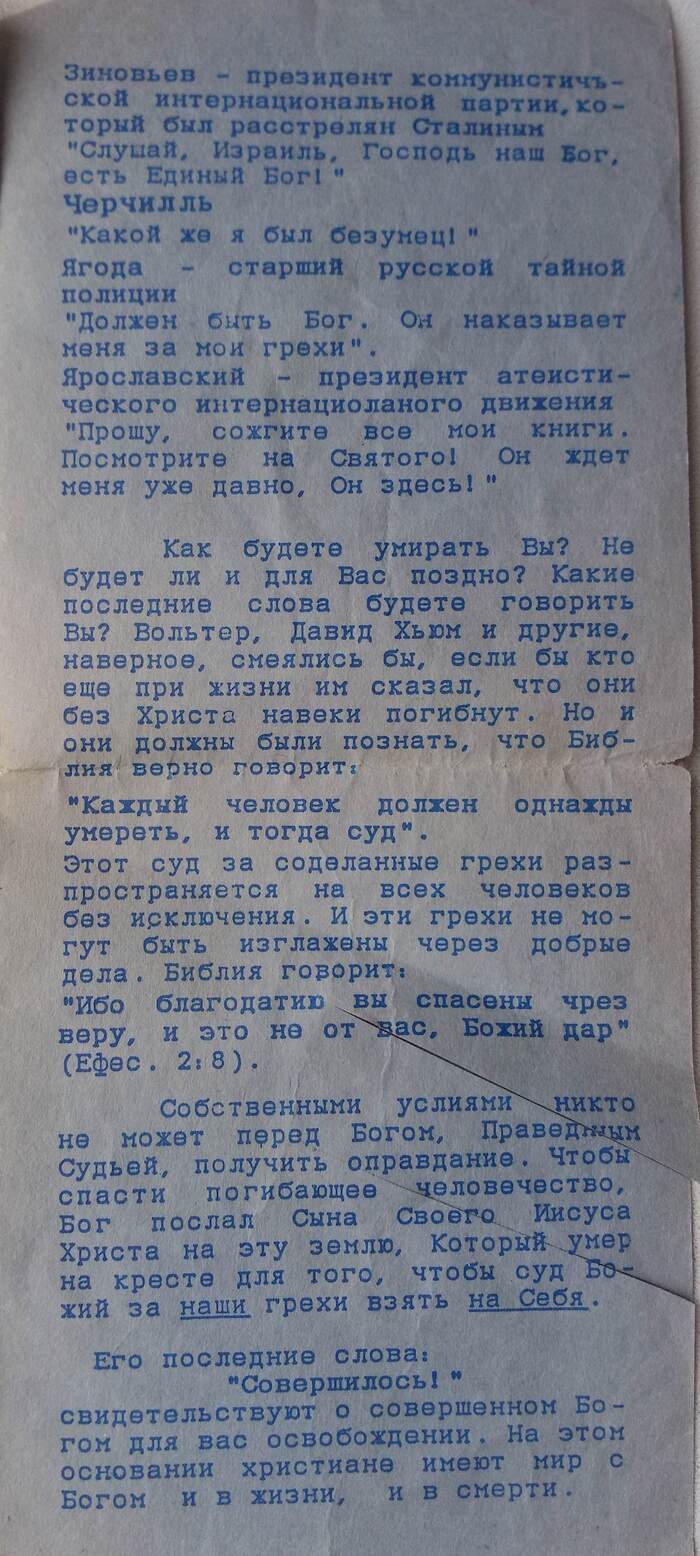 Зиновьев - президент коммунистичъ-
ской интернациональной партии,ко-
торый был расстрелян Сталиным
"Слушай, Израиль, Господь наш Бог,
есть Единый Бог!"
Черчилль
"Какой же я был безумец!"
Ягода - старший русской тайной
полиции
"Должен быть Бог. Он наказывает
меня за мои грехи".
Ярославский - президент атеисти-
ческого интернациоланого движения
"Прошу, сожгите все мои книги.
Посмотрите на Святого! Он ждет
меня уже давно, Он здесь!"
Как будете умирать Вы? Не
будет ли и для Вас поздно? Какие
последние слова будете говорить
Вы? Вольтер, Давид Хьюм и другие,
наверное, смеялись бы, если бы кто
еще при жизни им сказал, что они
без Христа навеки погибнут. Но и
они должны были познать, что Биб-
лия верно говорит:
"Каждый человек должен однажды
умереть, и тогда суд".
Этот суд за соделанные грехи раз-
пространяется на всех человеков
без исключения. И эти грехи не мо-
гут быть изглажены через добрые
дела. Библия говорит:
"Ибо благодатию вы спасены чрез
веру, и это не от вас, Божий дар"
(Ефес. 2:8).
Собственными услиями никто
не может перед Богом, Праведным
Судьей, получить оправдание. Чтобы
спасти погибающее человечество,
Бог послал Сына Своего Иисуса
Христа на эту землю, Который умер
на кресте для того, чтобы суд Бо-
жий за наши грехи взять на Себя.
Его последние слова:
"Совершилось!"
свидетельствуют о совершенном Бо-
гом для вас освобождении. На этом
основании христиане имеют мир с
Богом и в жизни, и в смерти.